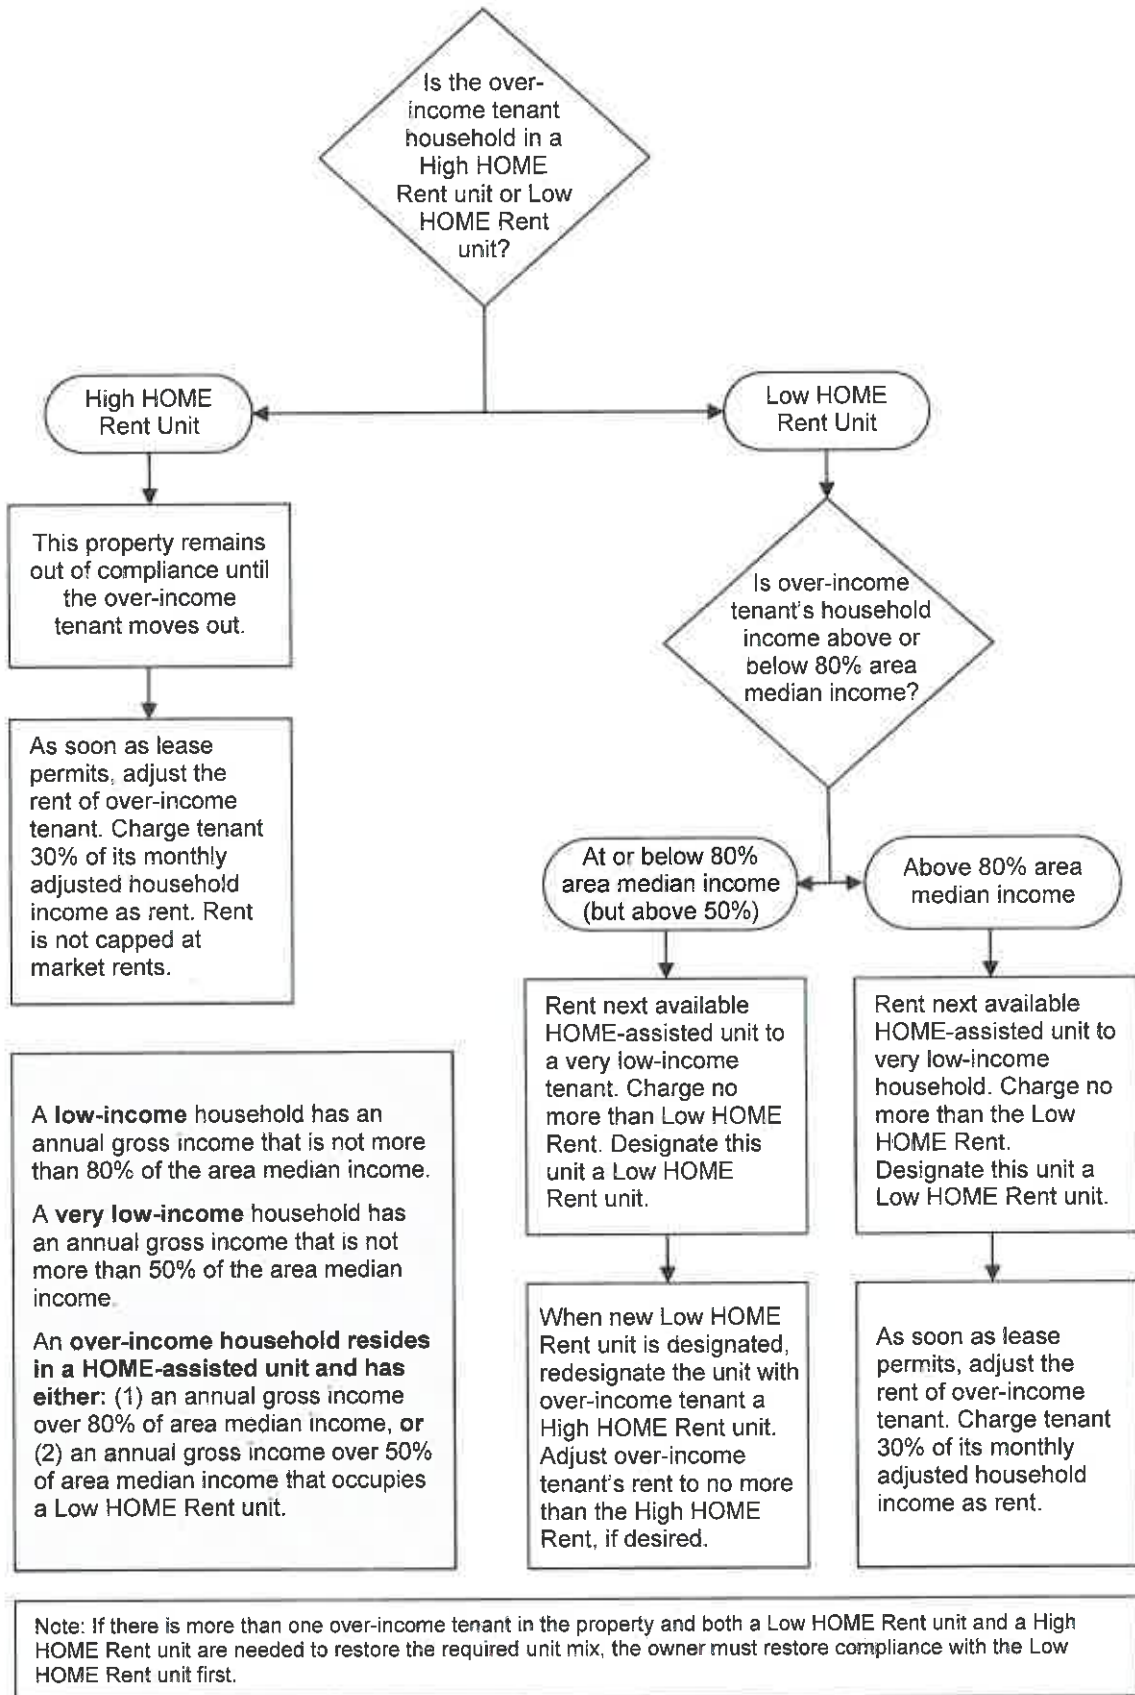 Is the over-
income tenant
household in a
High HOME
Rent unit or Low
HOME Rent
unit?
High HOME
Rent Unit
Low HOME
Rent Unit
This property remains
out of compliance until
the over-income
tenant moves out.
Is over-income
tenant's household
income above or
below 80% area
median income?
As soon as lease
permits, adjust the
rent of over-income
tenant. Charge tenant
30% of its monthly
adjusted household
income as rent. Rent
is not capped at
market rents.
At or below 80%
area median income
(but above 50%)
Above 80% area
median income
Rent next available
HOME-assisted unit to
a very low-income
tenant. Charge no
more than Low HOME
Rent. Designate this
unit a Low HOME
Rent unit.
Rent next available
HOME-assisted unit to
very low-income
household. Charge no
more than the Low
HOME Rent.
Designate this unit a
Low HOME Rent unit.
A low-income household has an
annual gross income that is not more
than 80% of the area median income.
A very low-income household has
an annual gross income that is not
more than 50% of the area median
income.
An over-income household resides
in a HOME-assisted unit and has
either: (1) an annual gross income
over 80% of area median income, or
(2) an annual gross income over 50%
of area median income that occupies
a Low HOME Rent unit.
When new Low HOME
Rent unit is designated,
redesignate the unit with
over-income tenant a
High HOME Rent unit.
Adjust over-income
tenant's rent to no more
than the High HOME
Rent, if desired.
As soon as lease
permits, adjust the
rent of over-income
tenant. Charge tenant
30% of its monthly
adjusted household
income as rent.
Note: If there is more than one over-income tenant in the property and both a Low HOME Rent unit and a High
HOME Rent unit are needed to restore the required unit mix, the owner must restore compliance with the Low
HOME Rent unit first.